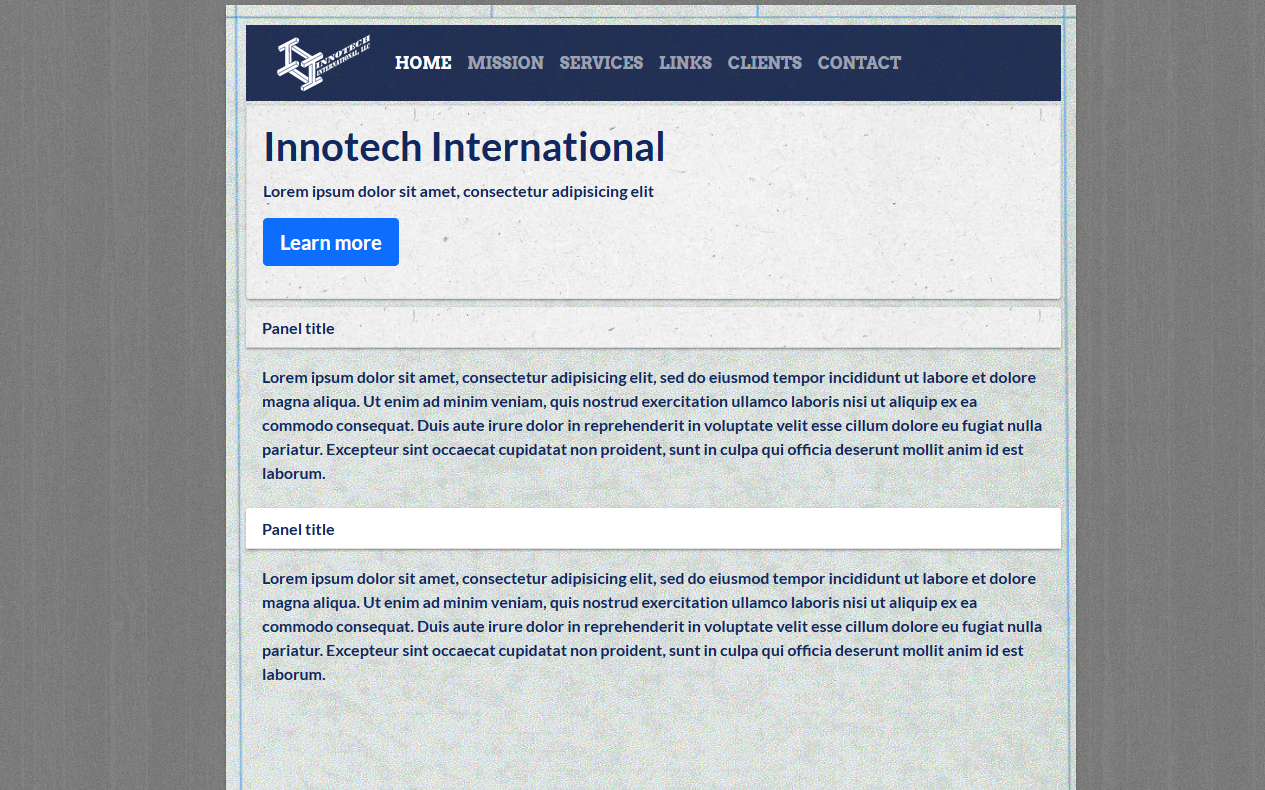 INNOTECH
INTERNATIONAL, LLC
HOME MISSION SERVICES LINKS CLIENTS CONTACT
Innotech International
Lorem ipsum dolor sit amet, consectetur adipisicing elit
Learn more
Panel title
Lorem ipsum dolor sit amet, consectetur adipisicing elit, sed do eiusmod tempor incididunt ut labore et dolore
magna aliqua. Ut enim ad minim veniam, quis nostrud exercitation ullamco laboris nisi ut aliquip ex ea
commodo consequat. Duis aute irure dolor in reprehenderit in voluptate velit esse cillum dolore eu fugiat nulla
pariatur. Excepteur sint occaecat cupidatat non proident, sunt in culpa qui officia deserunt mollit anim id est
laborum.
Panel title
Lorem ipsum dolor sit amet, consectetur adipisicing elit, sed do eiusmod tempor incididunt ut labore et dolore
magna aliqua. Ut enim ad minim veniam, quis nostrud exercitation ullamco laboris nisi ut aliquip ex ea
commodo consequat. Duis aute irure dolor in reprehenderit in voluptate velit esse cillum dolore eu fugiat nulla
pariatur. Excepteur sint occaecat cupidatat non proident, sunt in culpa qui officia deserunt mollit anim id est
laborum.